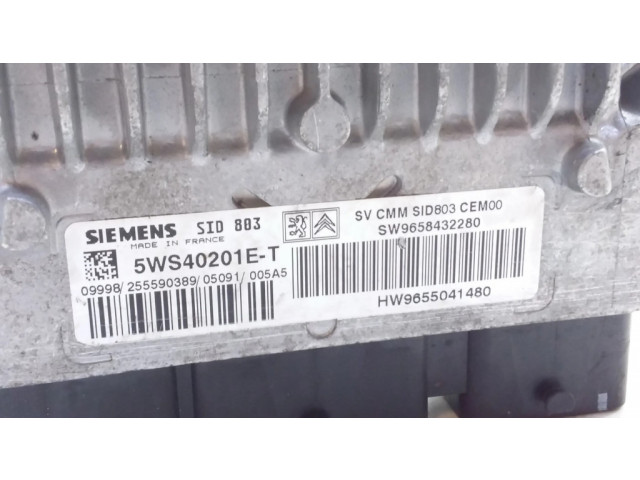 SIEMENS SID 803
MADE IN FRANCE
5WS40201E-T
09998/255590389/05091/005A5
SV CMM SID803 CEM00
SW9658432280
HW9655041480